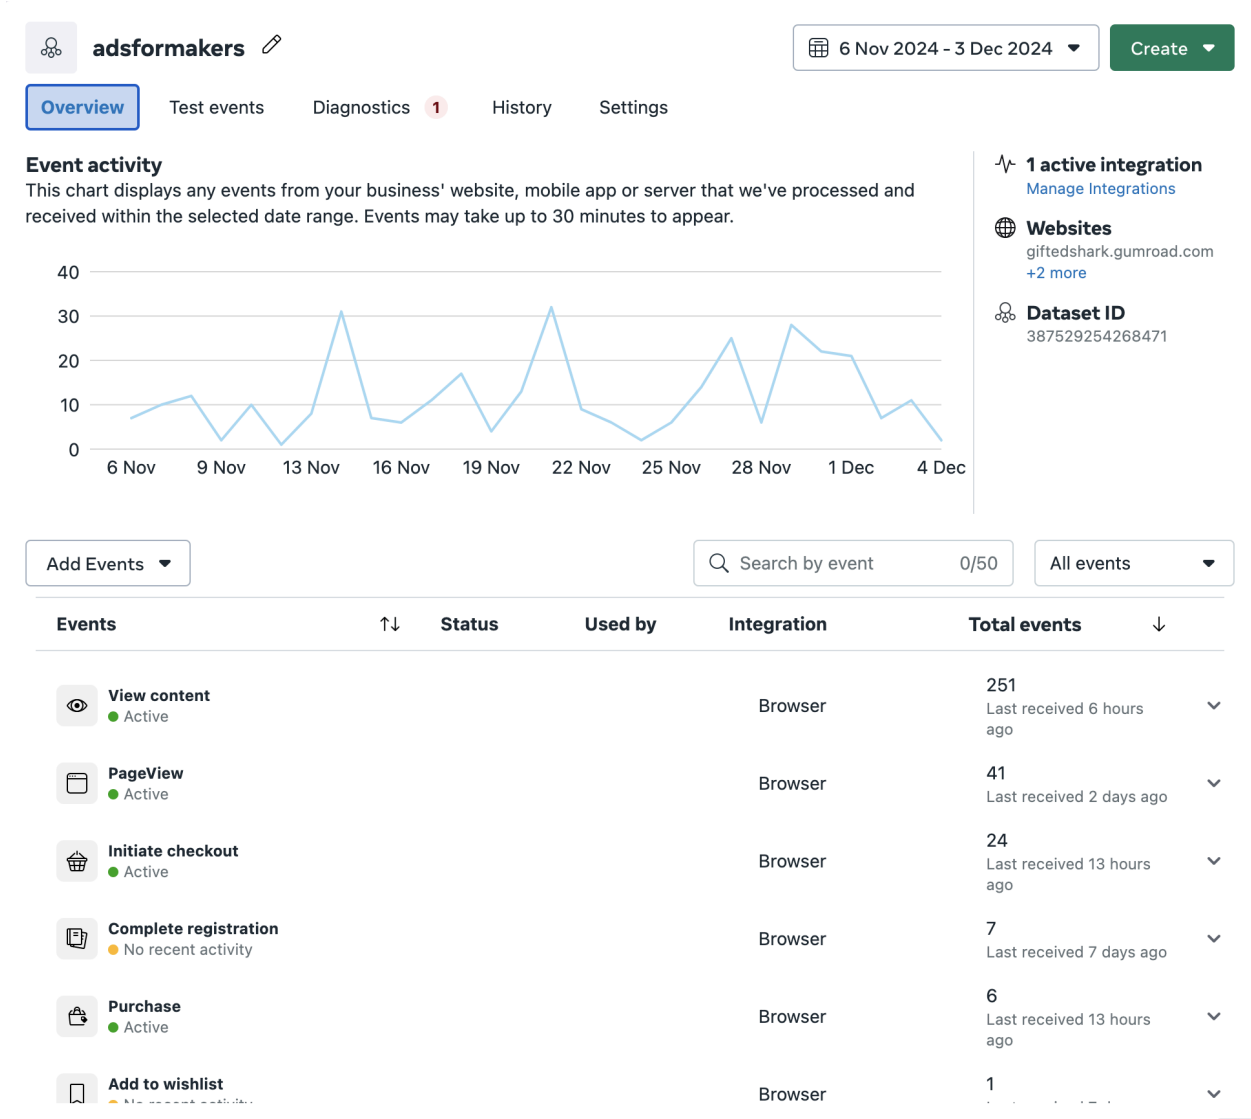 adsformakers
6 Nov 2024 - 3 Dec 2024
Create
Overview
Test events
Diagnostics 1
History
Settings
Event activity
This chart displays any events from your business' website, mobile app or server that we've processed and
received within the selected date range. Events may take up to 30 minutes to appear.
1 active integration
Manage Integrations
Websites
giftedshark.gumroad.com
+2 more
Dataset ID
387529254268471
40
30
20
10
0
6 Nov 9 Nov 13 Nov 16 Nov 19 Nov 22 Nov 25 Nov 28 Nov 1 Dec 4 Dec
Add Events
Search by event 0/50
All events
Events Status Used by Integration Total events
View content
Active
Browser
251
Last received 6 hours
ago
PageView
Active
Browser
41
Last received 2 days ago
Initiate checkout
Active
Browser
24
Last received 13 hours
ago
Complete registration
No recent activity
Browser
7
Last received 7 days ago
Purchase
Active
Browser
6
Last received 13 hours
ago
Add to wishlist
No recent activity
Browser
1